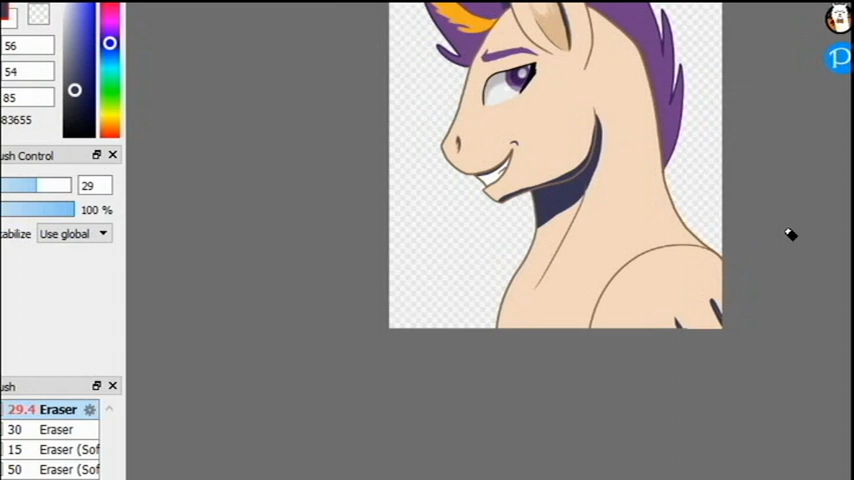 56
54
85
83655
ush Control
29
100 %
tabilize Use global
ush
29.4 Eraser
30 Eraser
15 Eraser (Sof
50 Eraser (Sof